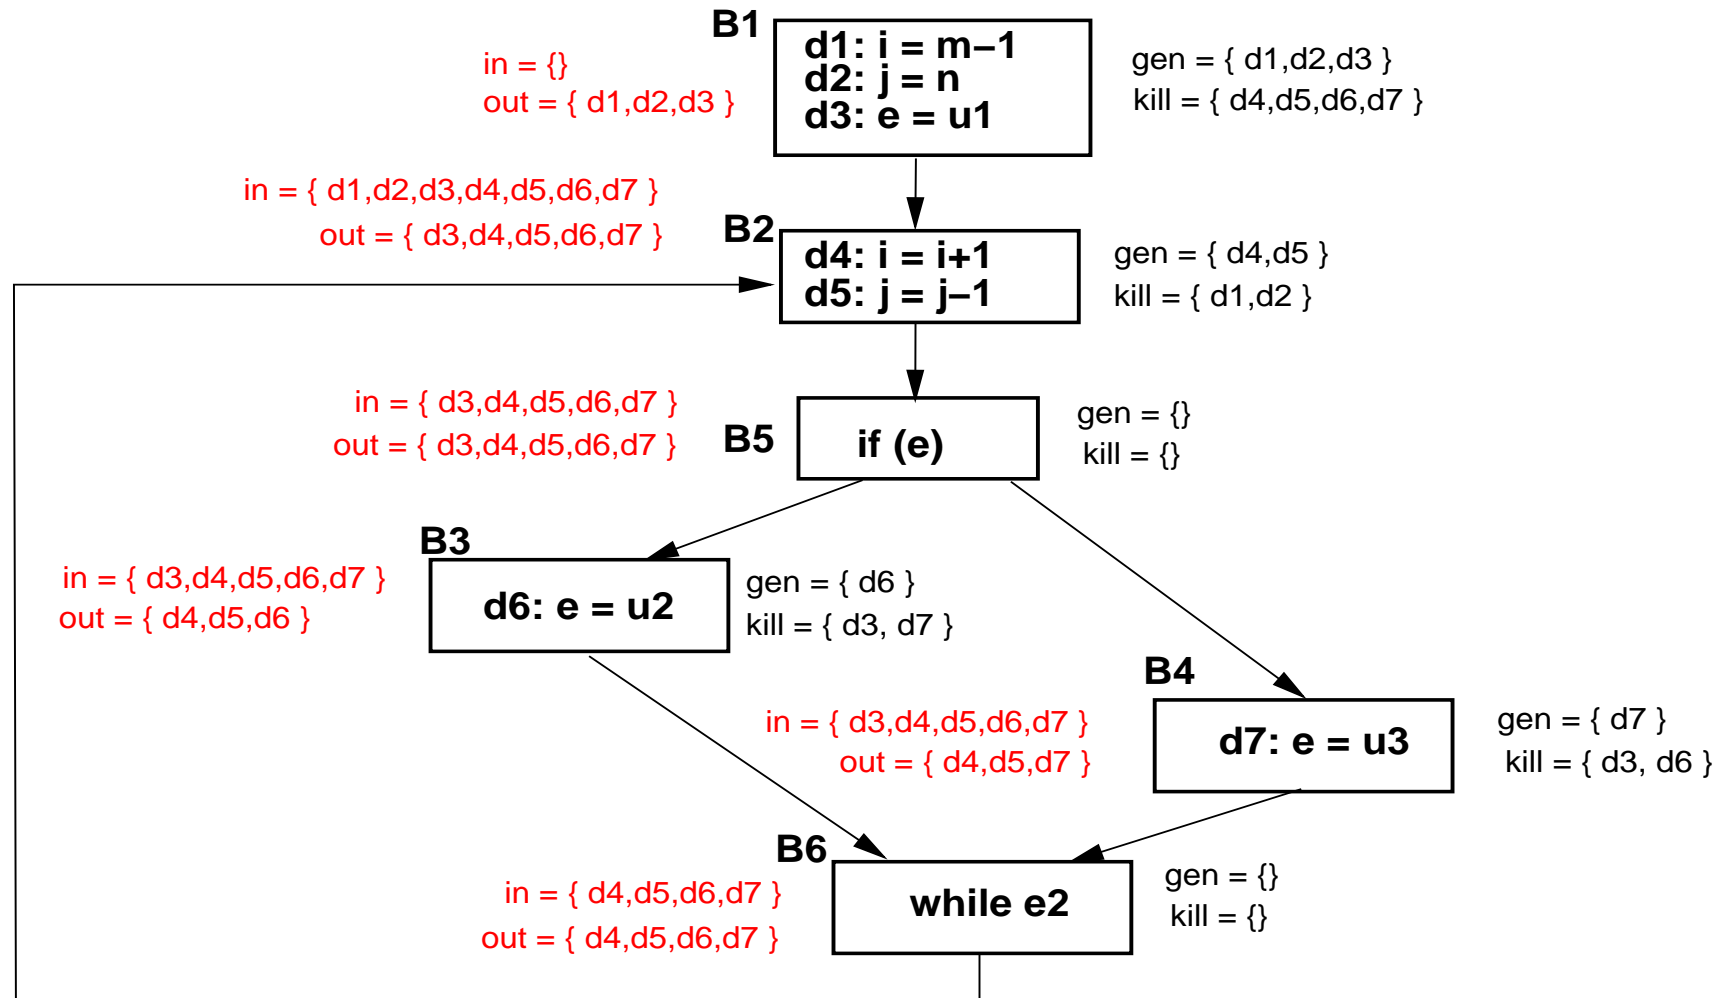 B1
d1: i = m−1
d2: j = n
d3: e = u1
in = {}
out = { d1,d2,d3 }
gen = { d1,d2,d3 }
kill = { d4,d5,d6,d7 }
in = { d1,d2,d3,d4,d5,d6,d7 }
out = { d3,d4,d5,d6,d7 }
B2
d4: i = i+1
d5: j = j−1
gen = { d4,d5 }
kill = { d1,d2 }
in = { d3,d4,d5,d6,d7 }
out = { d3,d4,d5,d6,d7 }
B5
if (e)
gen = {}
kill = {}
B3
in = { d3,d4,d5,d6,d7 }
out = { d4,d5,d6 }
d6: e = u2
gen = { d6 }
kill = { d3, d7 }
B4
in = { d3,d4,d5,d6,d7 }
out = { d4,d5,d7 }
d7: e = u3
gen = { d7 }
kill = { d3, d6 }
B6
in = { d4,d5,d6,d7 }
out = { d4,d5,d6,d7 }
while e2
gen = {}
kill = {}